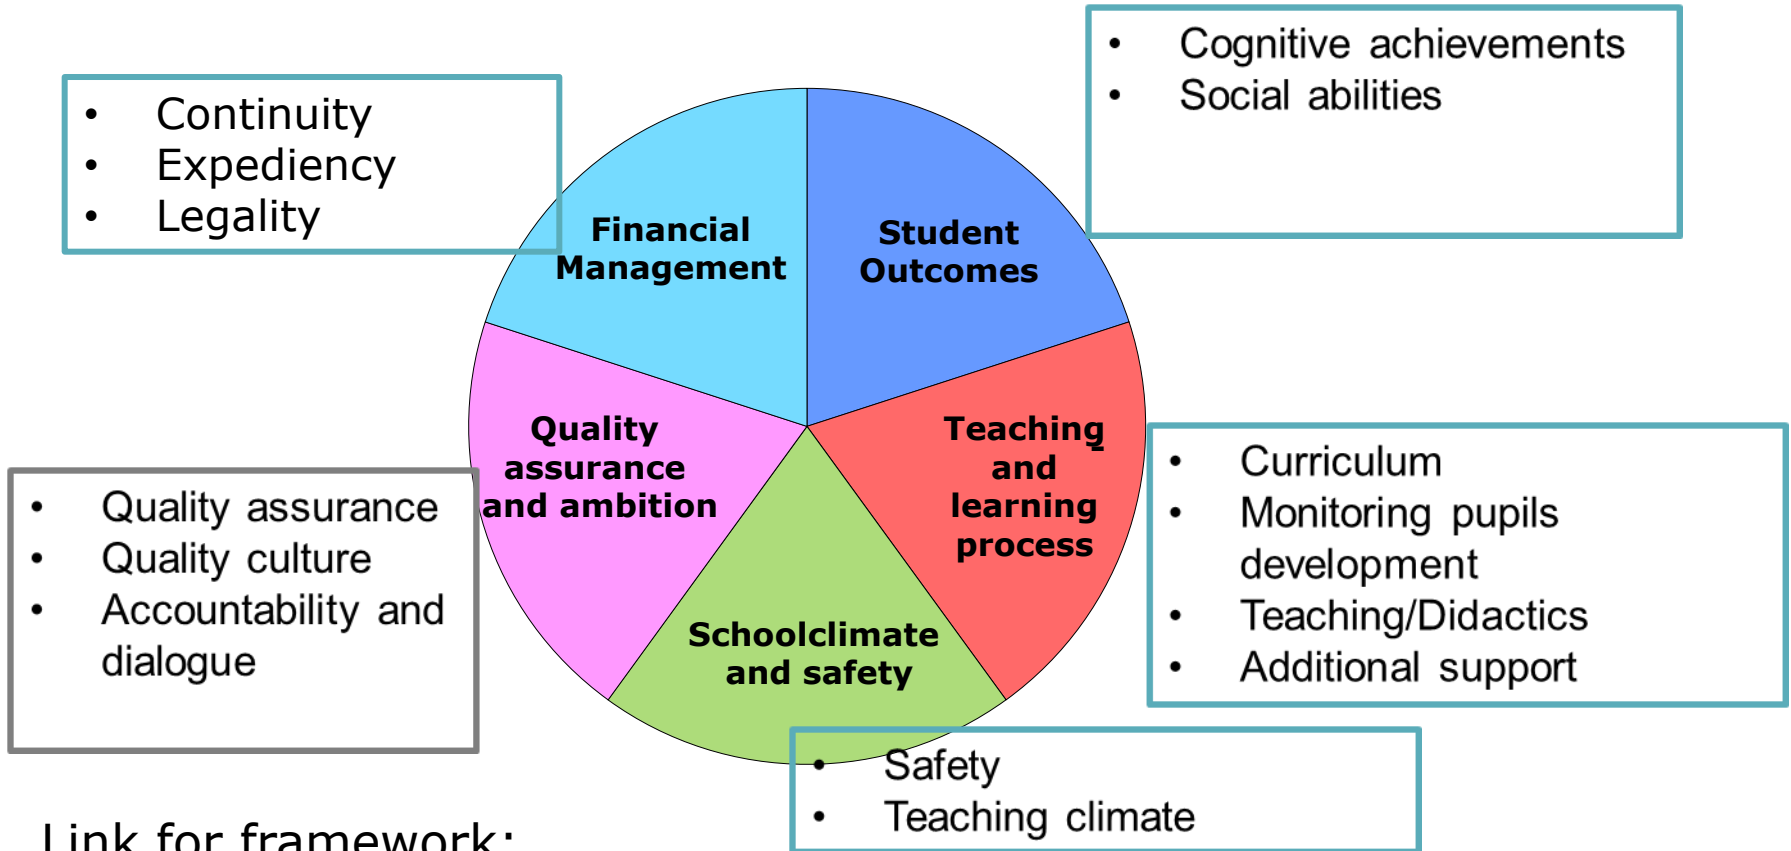 • Cognitive achievements
• Social abilities
• Continuity
• Expediency
• Legality
Financial
Management
Student
Outcomes
Quality
assurance
and ambition
Teaching
and
learning
process
• Quality assurance
• Quality culture
• Accountability and
dialogue
• Curriculum
• Monitoring pupils
development
• Teaching/Didactics
• Additional support
Schoolclimate
and safety
• Safety
• Teaching climate
Link for framework: